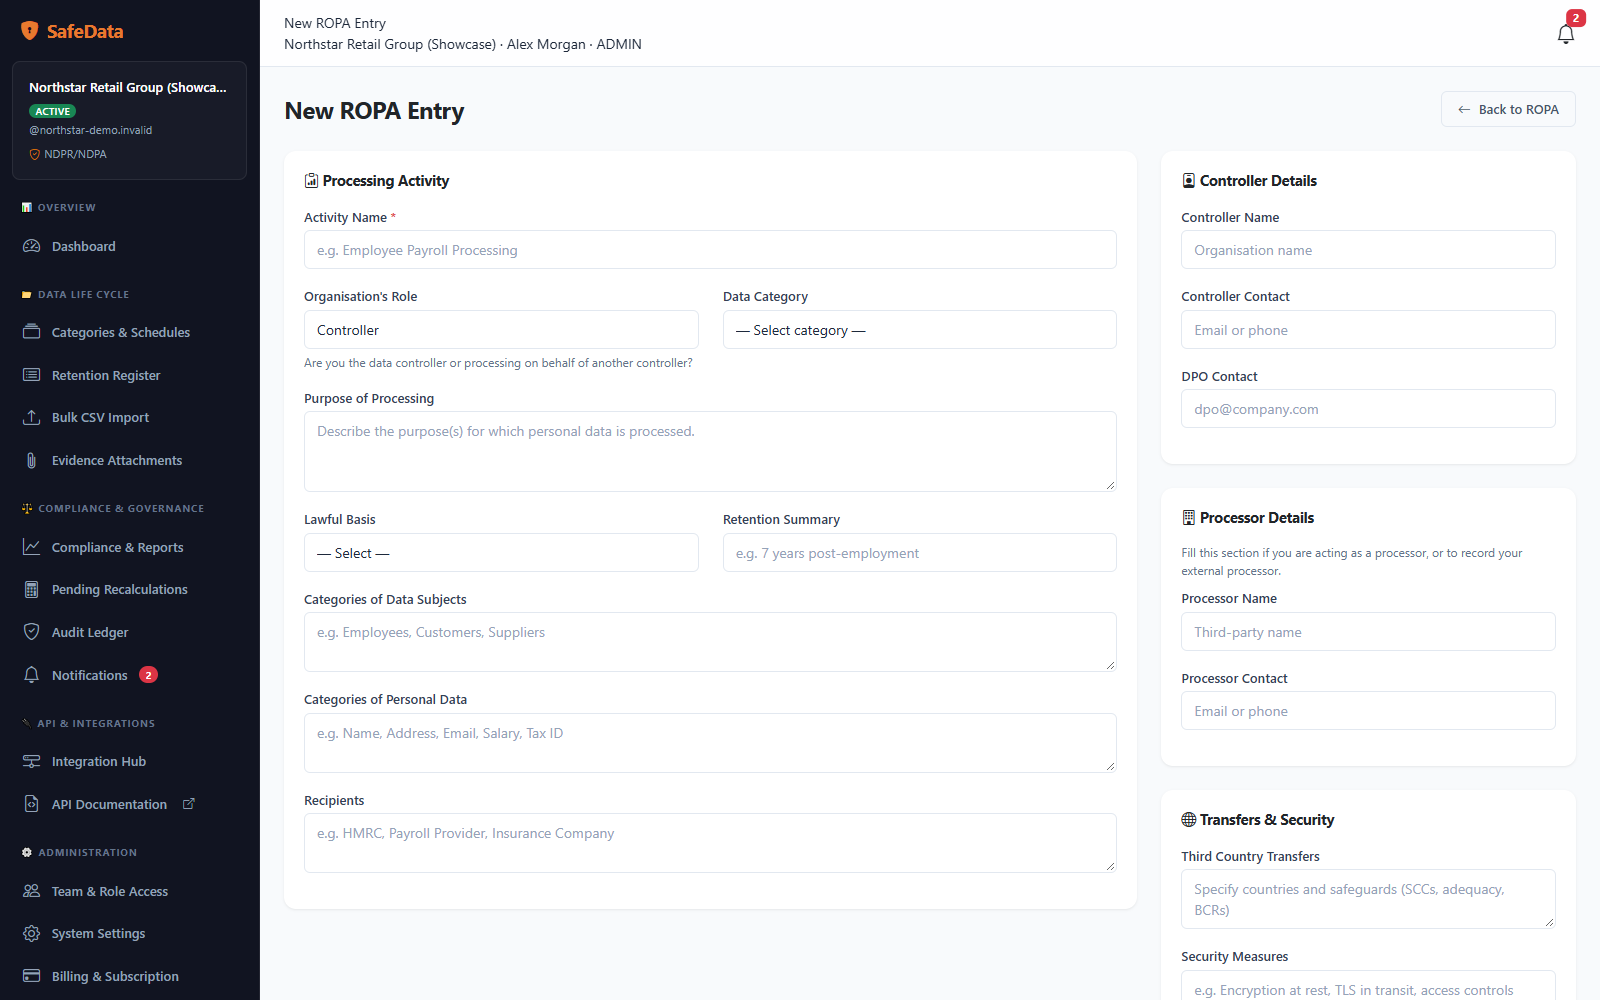 SafeData
Northstar Retail Group (Showca...
ACTIVE
@northstar-demo.invalid
NDPR/NDPA
OVERVIEW
Dashboard
DATA LIFE CYCLE
Categories & Schedules
Retention Register
Bulk CSV Import
Evidence Attachments
COMPLIANCE & GOVERNANCE
Compliance & Reports
Pending Recalculations
Audit Ledger
Notifications 2
API & INTEGRATIONS
Integration Hub
API Documentation
ADMINISTRATION
Team & Role Access
System Settings
Billing & Subscription
New ROPA Entry
Northstar Retail Group (Showcase) · Alex Morgan · ADMIN
2
New ROPA Entry
Back to ROPA
Processing Activity
Activity Name *
e.g. Employee Payroll Processing
Organisation's Role
Controller
Are you the data controller or processing on behalf of another controller?
Data Category
— Select category —
Purpose of Processing
Describe the purpose(s) for which personal data is processed.
Lawful Basis
— Select —
Retention Summary
e.g. 7 years post-employment
Categories of Data Subjects
e.g. Employees, Customers, Suppliers
Categories of Personal Data
e.g. Name, Address, Email, Salary, Tax ID
Recipients
e.g. HMRC, Payroll Provider, Insurance Company
Controller Details
Controller Name
Organisation name
Controller Contact
Email or phone
DPO Contact
dpo@company.com
Processor Details
Fill this section if you are acting as a processor, or to record your
external processor.
Processor Name
Third-party name
Processor Contact
Email or phone
Transfers & Security
Third Country Transfers
Specify countries and safeguards (SCCs, adequacy,
BCRs)
Security Measures
e.g. Encryption at rest, TLS in transit, access controls